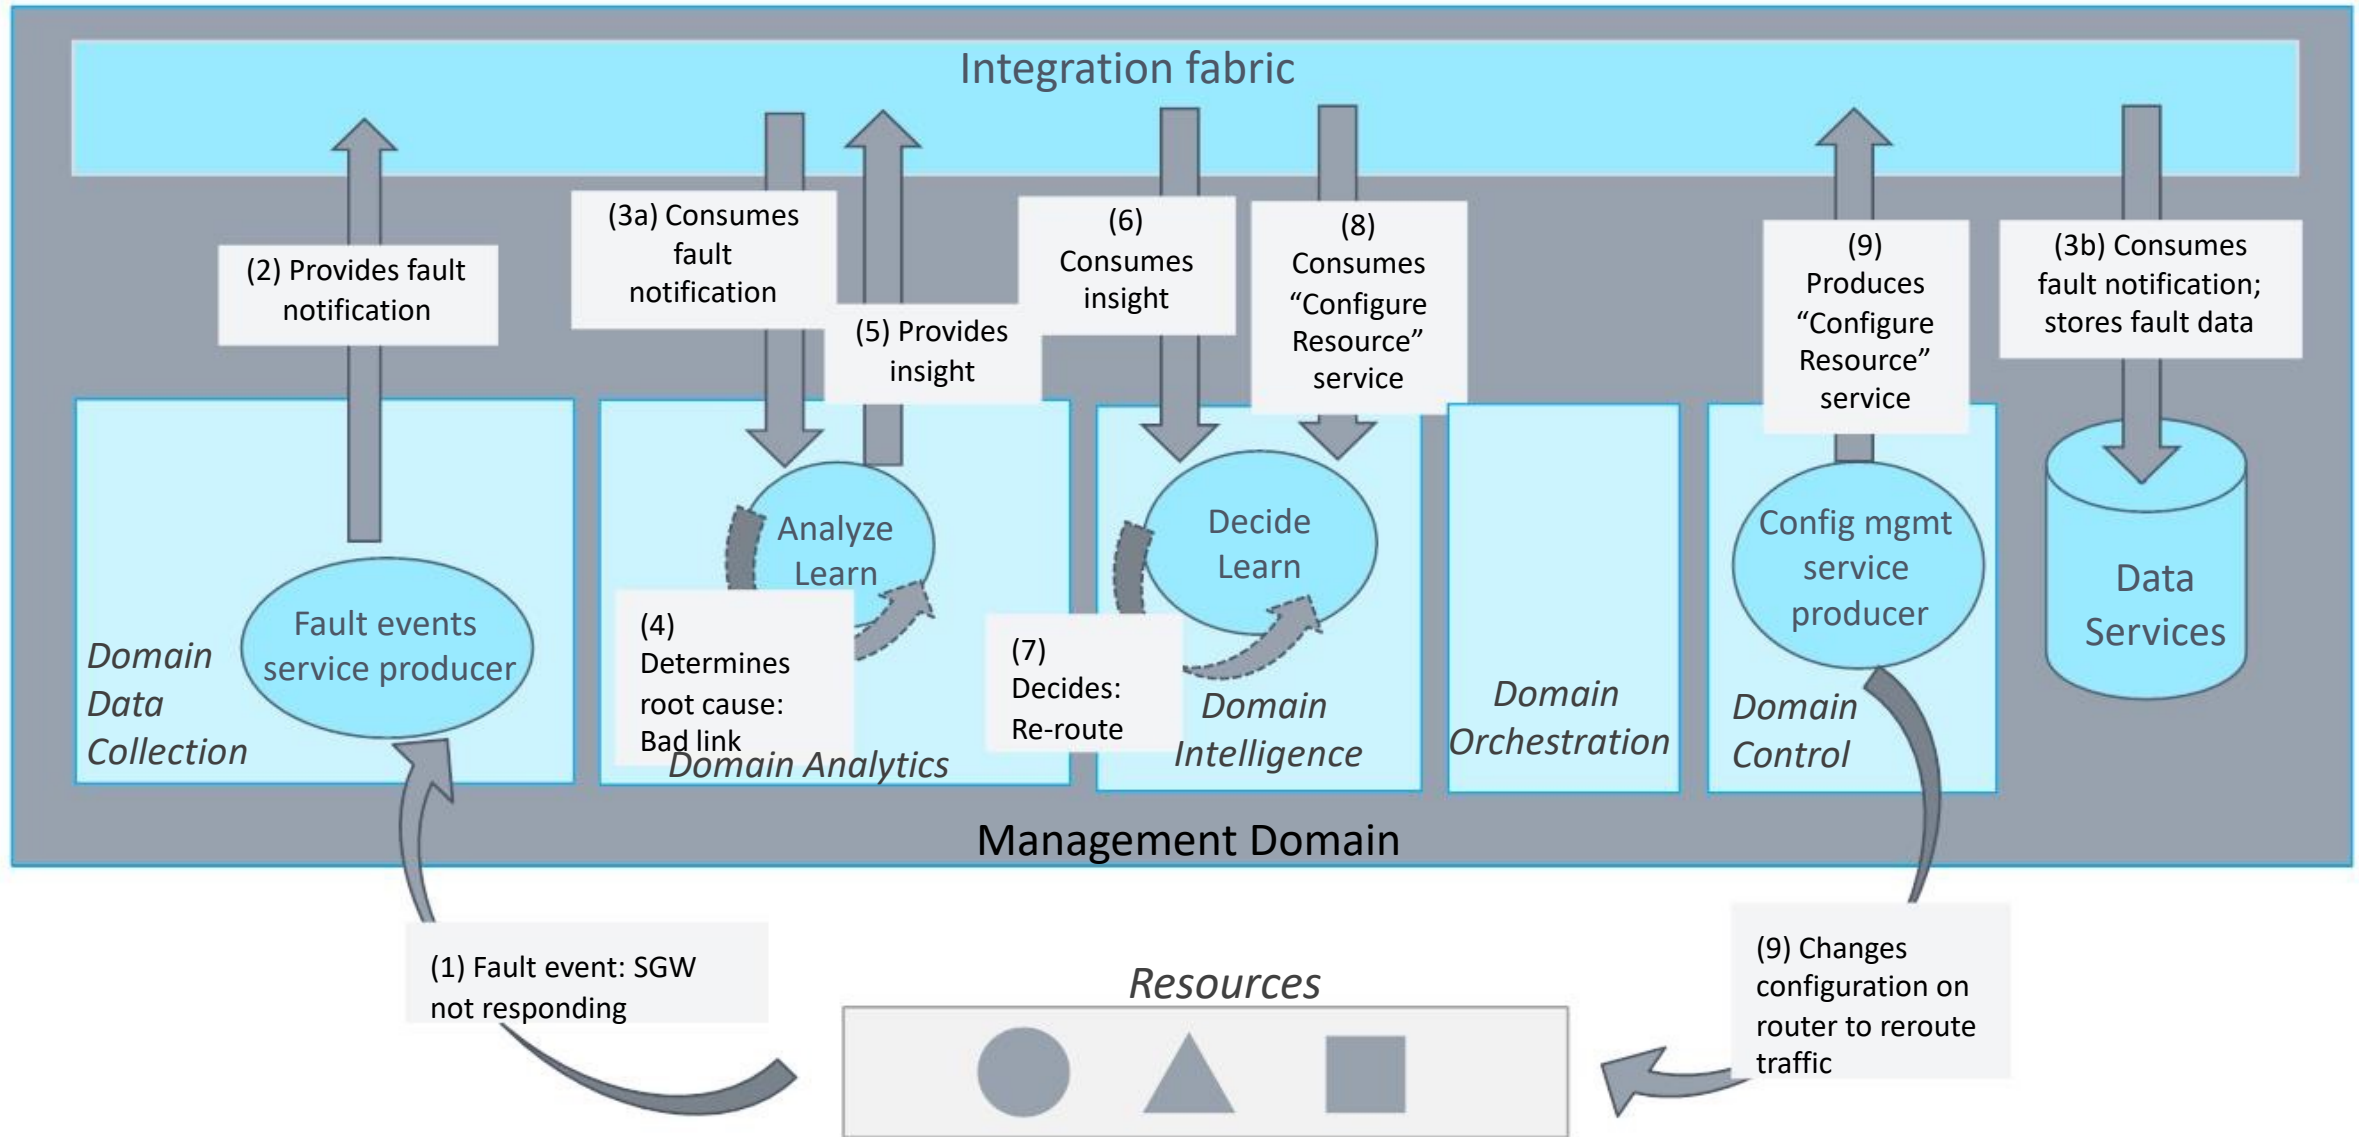 Integration fabric
(2) Provides fault
notification
(3a) Consumes
fault
notification
(5) Provides
insight
(6)
Consumes
insight
(8)
Consumes
“Configure
Resource”
service
(9)
Produces
“Configure
Resource”
service
(3b) Consumes
fault notification;
stores fault data
Fault events
service producer
Domain
Data
Collection
Analyze
Learn
(4)
Determines
root cause:
Bad link
Domain Analytics
Decide
Learn
(7)
Decides:
Re-route
Domain
Intelligence
Domain
Orchestration
Config mgmt
service
producer
Domain
Control
Data
Services
Management Domain
(1) Fault event: SGW
not responding
Resources
(9) Changes
configuration on
router to reroute
traffic